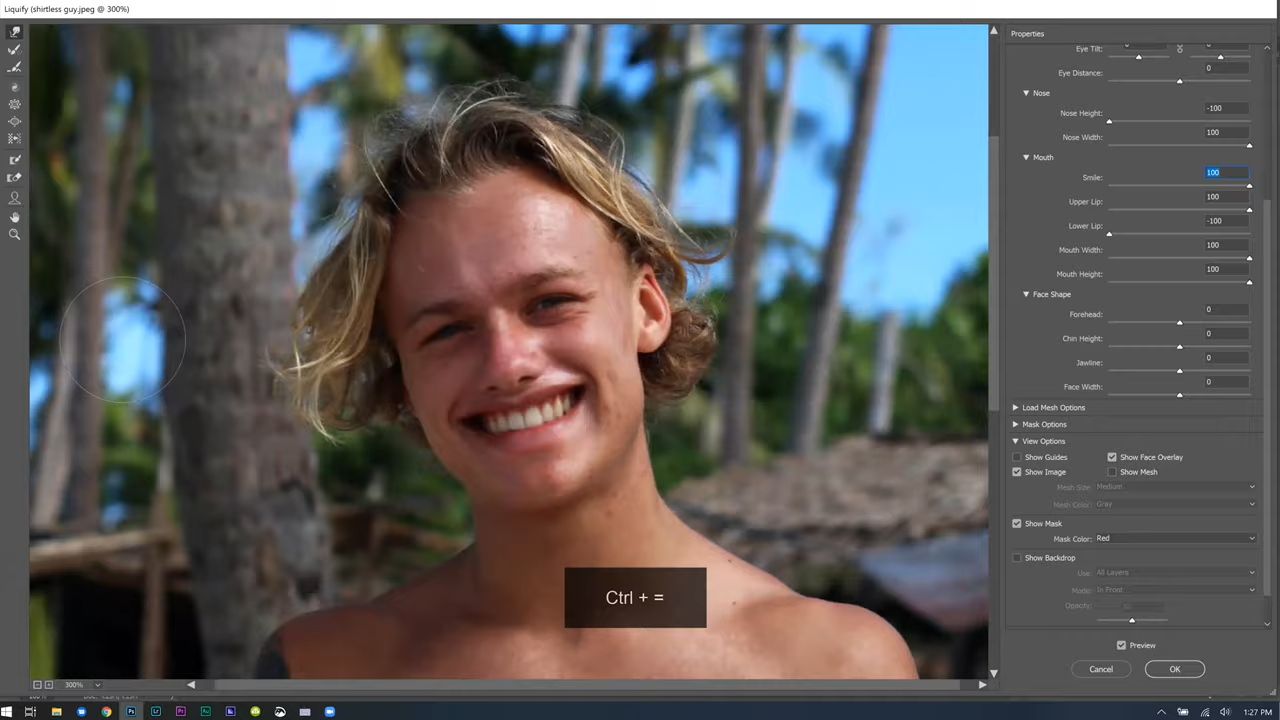 Liquify (shirtless guy.jpeg @ 300%)
Properties
Eye Tilt:
Eye Distance: 0
Nose
Nose Height: -100
Nose Width: 100
Mouth
Smile: 100
Upper Lip: 100
Lower Lip: -100
Mouth Width: 100
Mouth Height: 100
Face Shape
Forehead: 0
Chin Height: 0
Jawline: 0
Face Width: 0
Load Mesh Options
Mask Options
View Options
Show Guides Show Face Overlay
Show Image Show Mesh
Mesh Size: Medium
Mesh Color: Gray
Show Mask
Mask Color: Red
Show Backdrop
Use: All Layers
Mode: In Front
Opacity:
Ctrl + =
Preview
Cancel OK
300%
1:27 PM